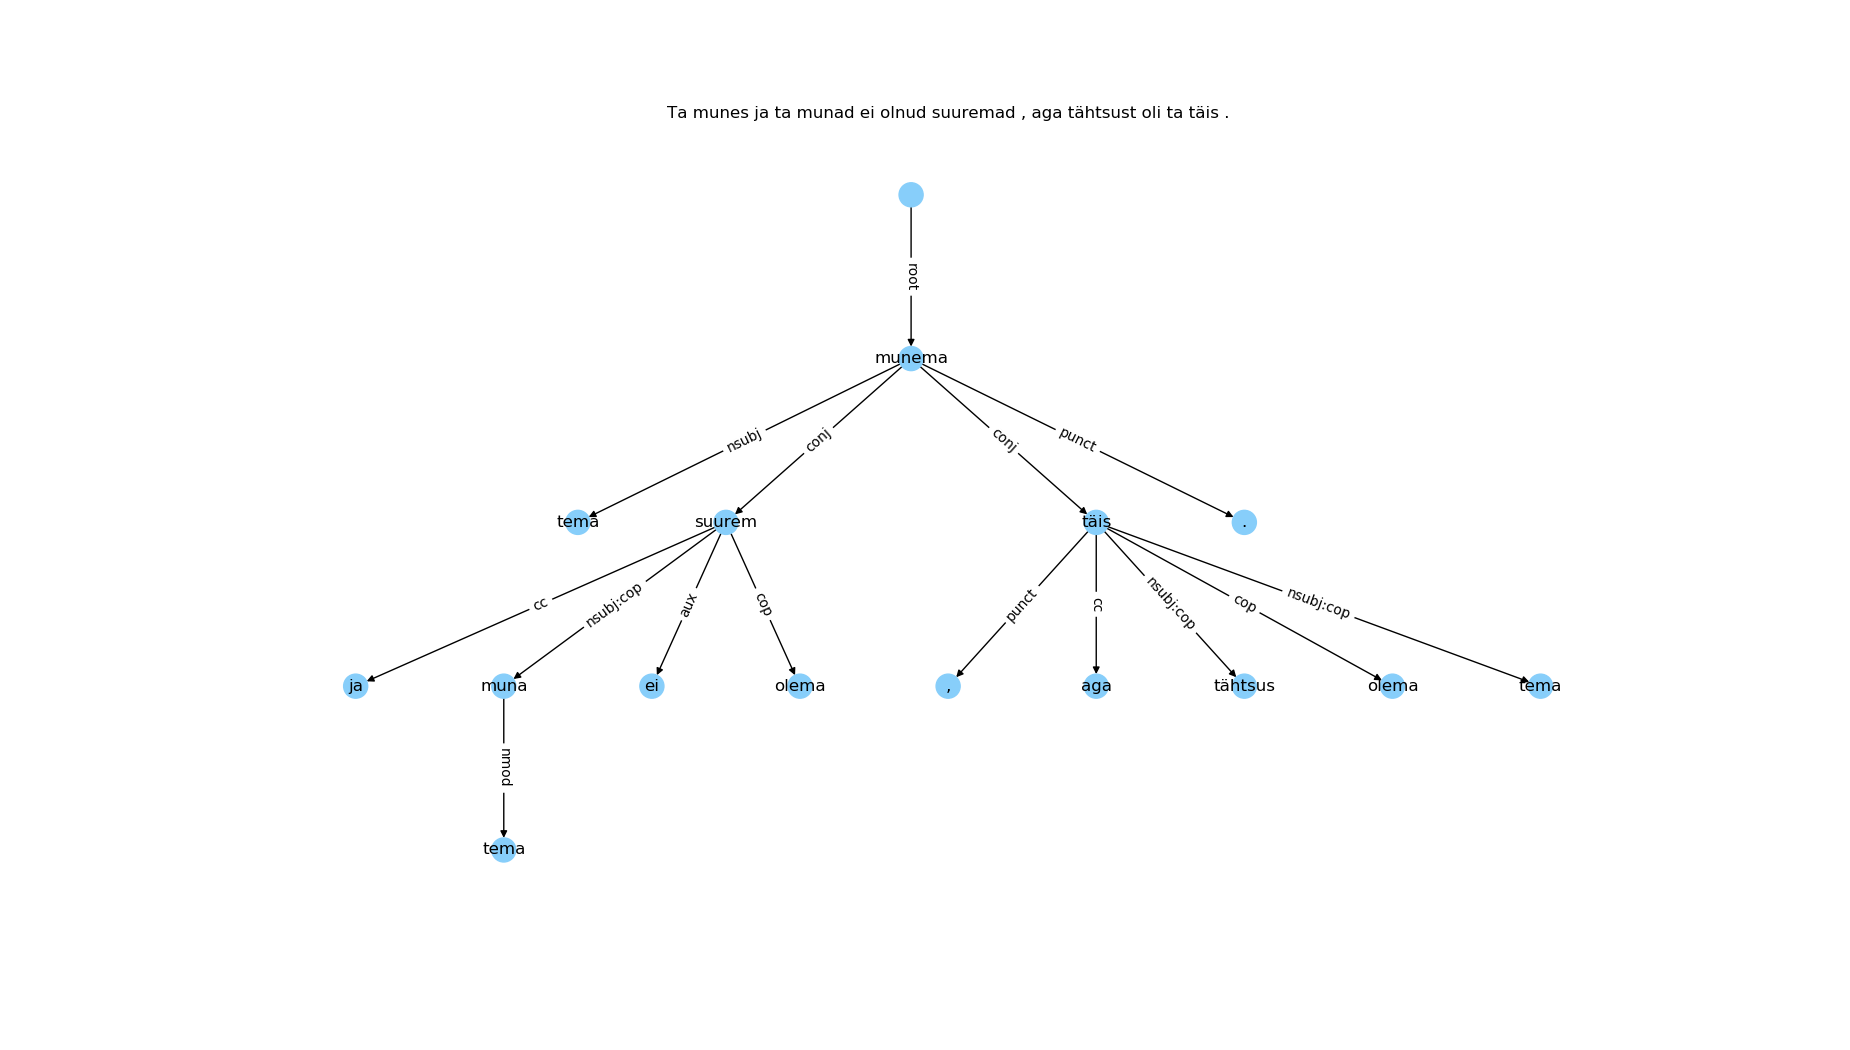 Ta munes ja ta munad ei olnud suuremad , aga tähtsust oli ta täis .
root
munema
nsubj conj conj punct
tema suurem täis .
cc nsubj:cop aux cop punct cc nsubj:cop cop nsubj:cop
ja muna ei olema , aga tähtsus olema tema
nmod
tema